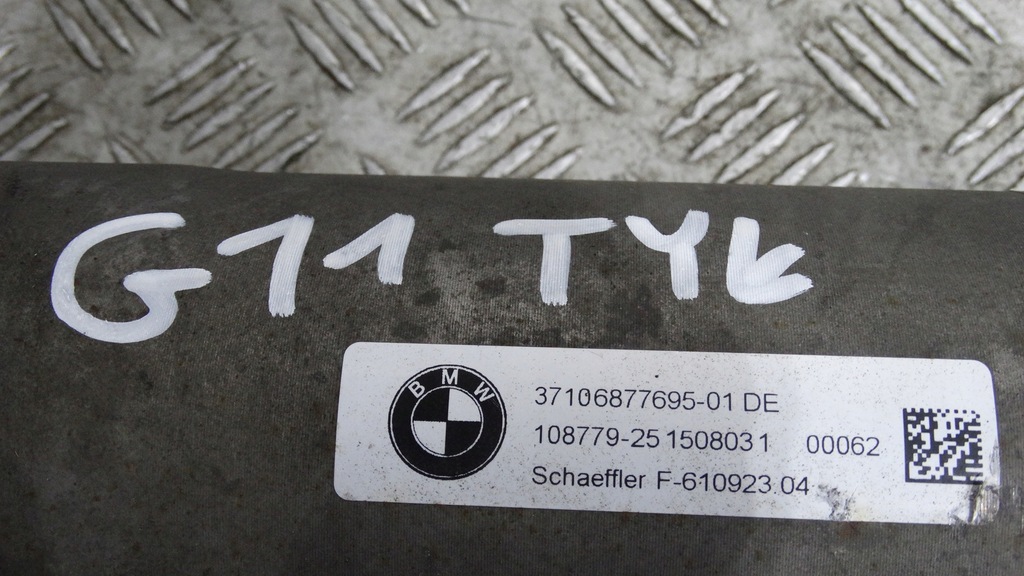 G11 TYŁ
BMW
37106877695-01 DE
108779-25 1508031 00062
Schaeffler F-610923.04